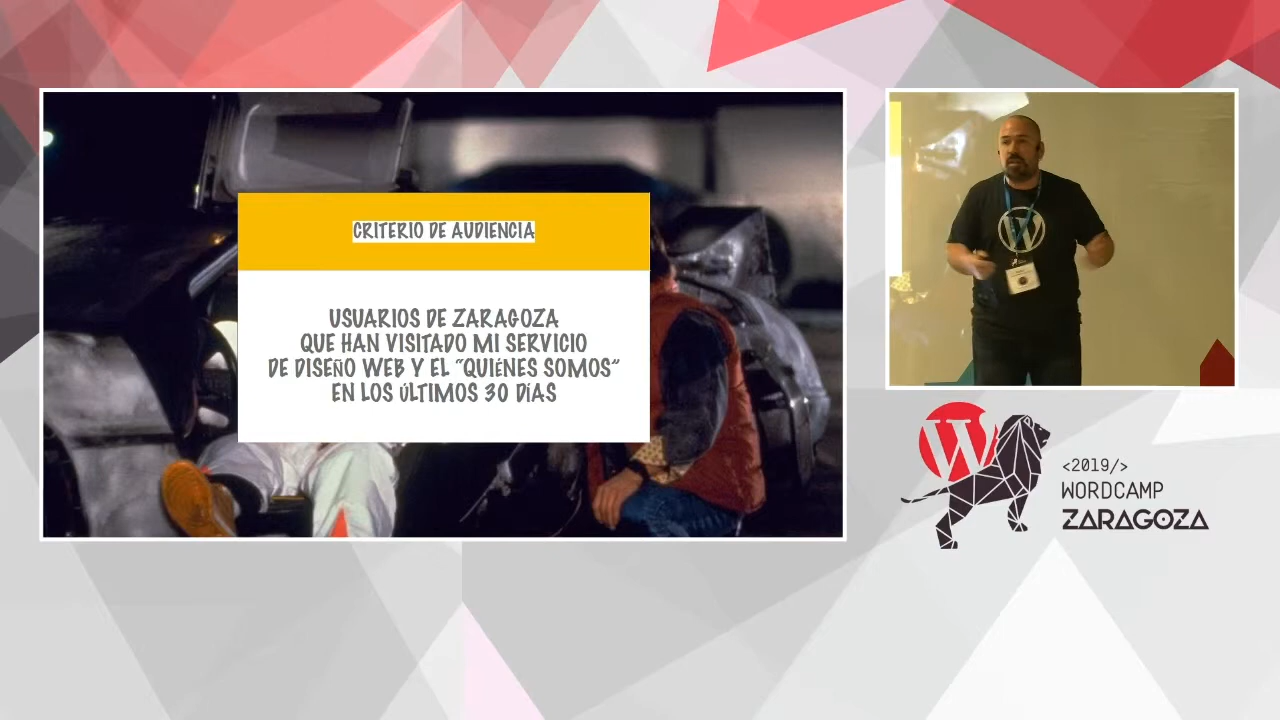 CRITERIO DE AUDIENCIA
USUARIOS DE ZARAGOZA
QUE HAN VISITADO MI SERVICIO
DE DISEÑO WEB Y EL "QUIÉNES SOMOS"
EN LOS ÚLTIMOS 30 DÍAS
<2019/>
WORDCAMP
ZARAGOZA